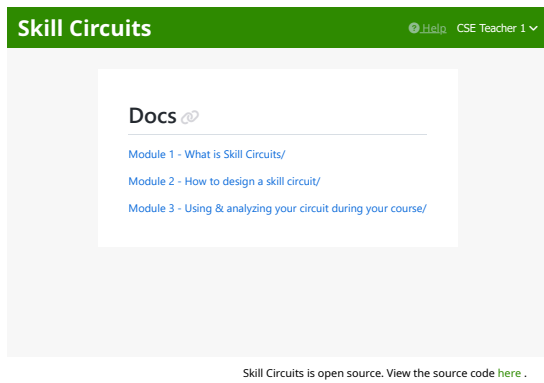 Skill Circuits
Help CSE Teacher 1
Docs
Module 1 - What is Skill Circuits/
Module 2 - How to design a skill circuit/
Module 3 - Using & analyzing your circuit during your course/
Skill Circuits is open source. View the source code here .